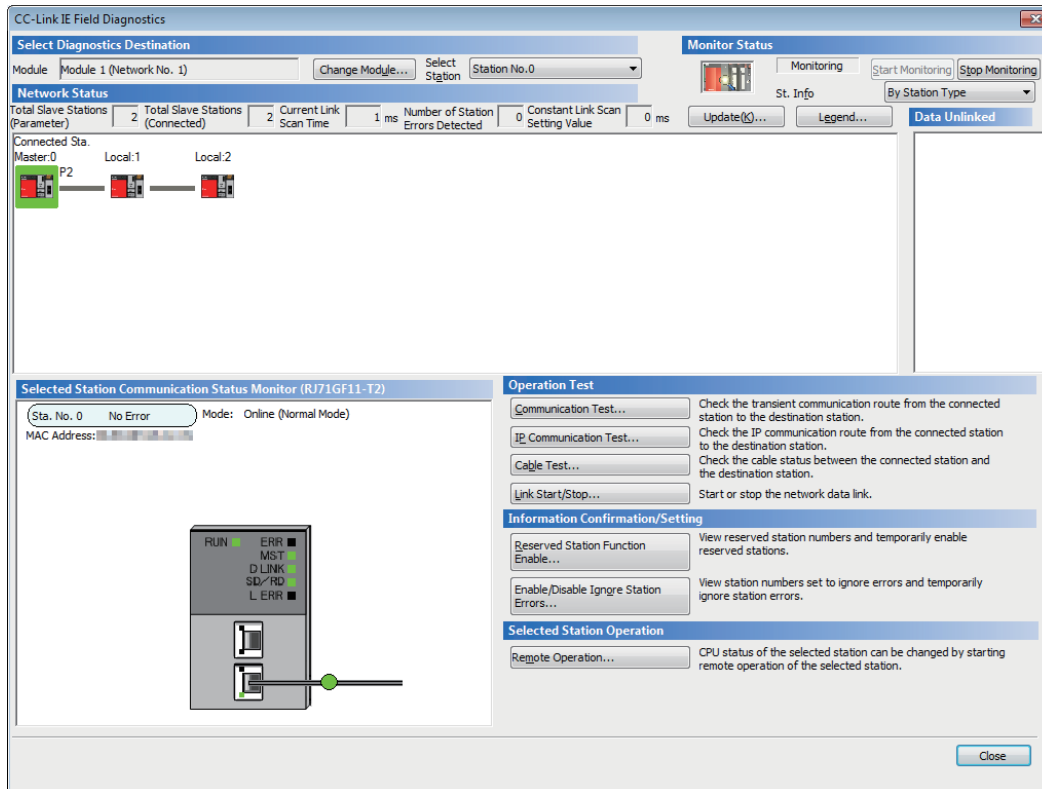 CC-Link IE Field Diagnostics
Select Diagnostics Destination
Module Module 1 (Network No. 1) Change Module... Select Station Station No.0
Monitor Status
Monitoring Start Monitoring Stop Monitoring
St. Info By Station Type
Network Status
Total Slave Stations (Parameter) 2 Total Slave Stations (Connected) 2 Current Link Scan Time 1 ms Number of Station Errors Detected 0 Constant Link Scan Setting Value 0 ms
Update(K)... Legend... Data Unlinked
Connected Sta.
Master:0 Local:1 Local:2
P2
Selected Station Communication Status Monitor (RJ71GF11-T2)
Sta. No. 0 No Error Mode: Online (Normal Mode)
MAC Address:
RUN ERR
MST
D LINK
SD/RD
L ERR
Operation Test
Communication Test... Check the transient communication route from the connected
station to the destination station.
IP Communication Test... Check the IP communication route from the connected station
to the destination station.
Cable Test... Check the cable status between the connected station and
the destination station.
Link Start/Stop... Start or stop the network data link.
Information Confirmation/Setting
Reserved Station Function
Enable...
View reserved station numbers and temporarily enable
reserved stations.
Enable/Disable Ignore Station
Errors...
View station numbers set to ignore errors and temporarily
ignore station errors.
Selected Station Operation
Remote Operation... CPU status of the selected station can be changed by starting
remote operation of the selected station.
Close